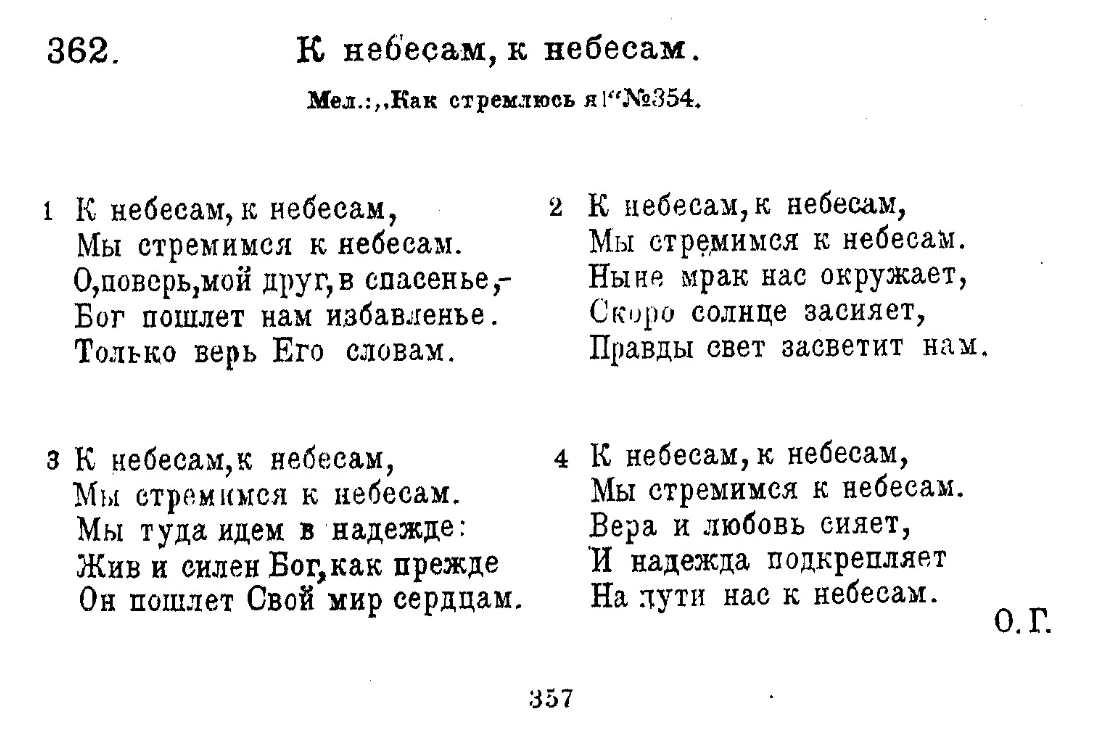 362. К небесам, к небесам.
Мел.: „Как стремлюсь я!“ №354.
1 К небесам, к небесам,
Мы стремимся к небесам.
О, поверь, мой друг, в спасенье,-
Бог пошлет нам избавленье.
Только верь Его словам.
2 К небесам, к небесам,
Мы стремимся к небесам.
Ныне мрак нас окружает,
Скоро солнце засияет,
Правды свет засветит нам.
3 К небесам, к небесам,
Мы стремимся к небесам.
Мы туда идем в надежде:
Жив и силен Бог, как прежде
Он пошлет Свой мир сердцам.
4 К небесам, к небесам,
Мы стремимся к небесам.
Вера и любовь сияет,
И надежда подкрепляет
На пути нас к небесам.
О. Г.
357